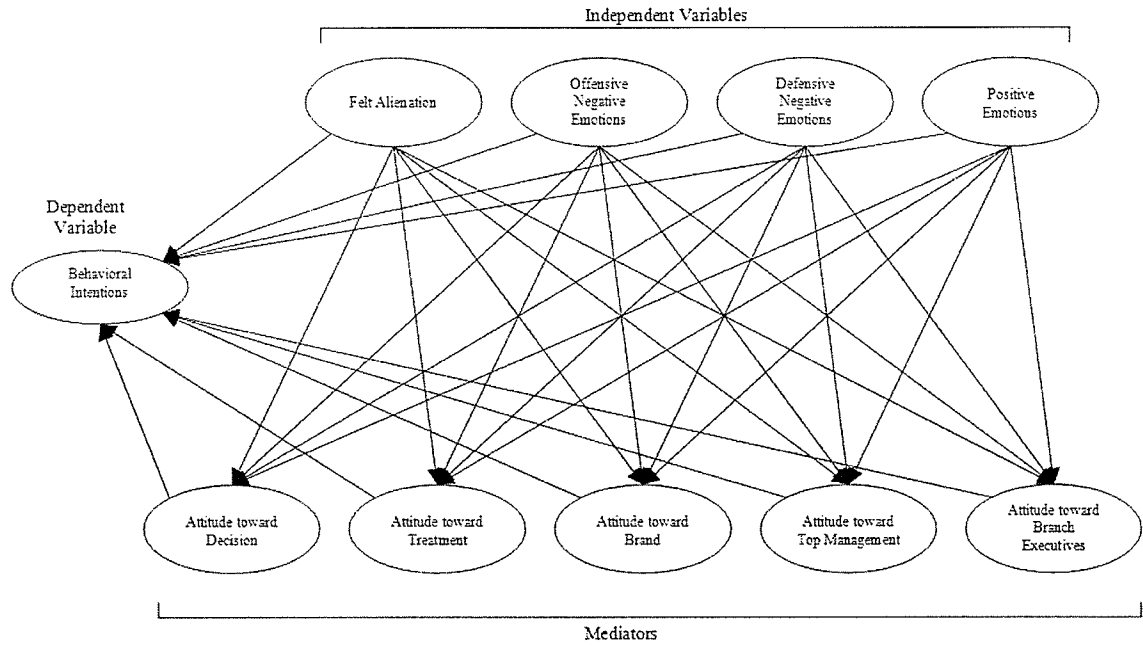 Independent Variables
Felt Alienation
Offensive
Negative
Emotions
Defensive
Negative
Emotions
Positive
Emotions
Dependent
Variable
Behavioral
Intentions
Attitude toward
Decision
Attitude toward
Treatment
Attitude toward
Brand
Attitude toward
Top Management
Attitude toward
Branch
Executives
Mediators